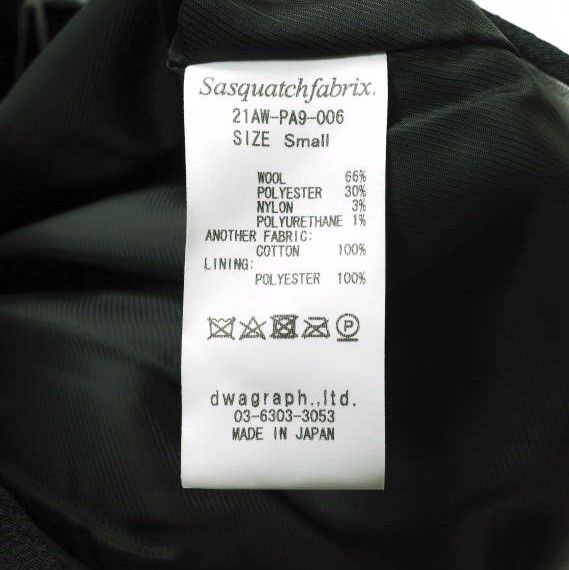 Sasquatchfabrix.
21AW-PA9-006
SIZE Small
WOOL 66%
POLYESTER 30%
NYLON 3%
POLYURETHANE 1%
ANOTHER FABRIC:
COTTON 100%
LINING:
POLYESTER 100%
P
dwagraph.,ltd.
03-6303-3053
MADE IN JAPAN